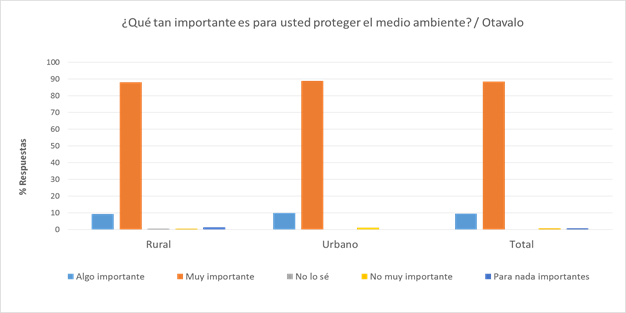 ¿Qué tan importante es para usted proteger el medio ambiente? / Otavalo
100
90
80
70
60
50
40
30
20
10
0
% Respuestas
Rural Urbano Total
Algo importante Muy importante No lo sé No muy importante Para nada importantes